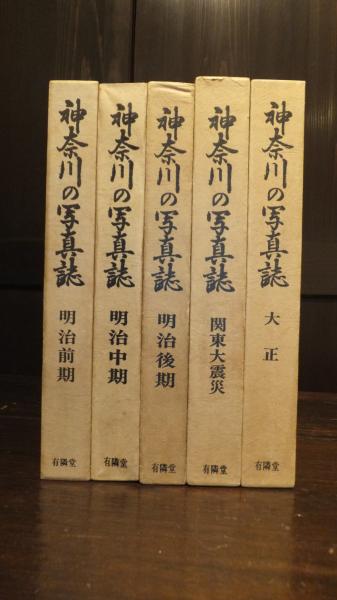 神奈川の写真誌
明治前期
有隣堂
神奈川の写真誌
明治中期
有隣堂
神奈川の写真誌
明治後期
有隣堂
神奈川の写真誌
関東大震災
有隣堂
神奈川の写真誌
大正
有隣堂